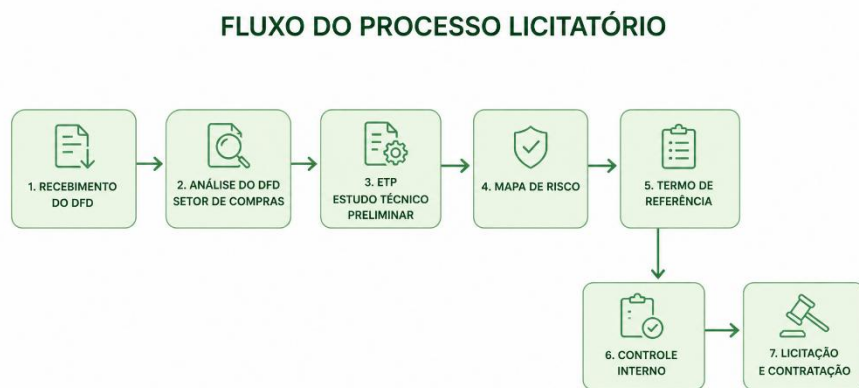 FLUXO DO PROCESSO LICITATÓRIO
1. RECEBIMENTO
DO DFD
2. ANÁLISE DO DFD
SETOR DE COMPRAS
3. ETP
ESTUDO TÉCNICO
PRELIMINAR
4. MAPA DE RISCO
5. TERMO DE
REFERÊNCIA
6. CONTROLE
INTERNO
7. LICITAÇÃO
E CONTRATAÇÃO